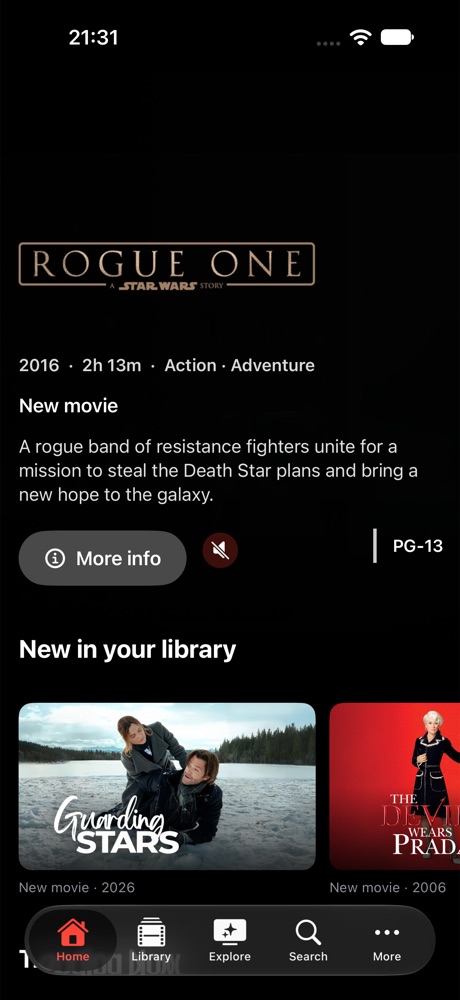 21:31
ROGUE ONE
A STAR WARS STORY
2016 · 2h 13m · Action · Adventure
New movie
A rogue band of resistance fighters unite for a
mission to steal the Death Star plans and bring a
new hope to the galaxy.
More info
PG-13
New in your library
Guarding
STARS
THE
WEARS
New movie · 2026
New movie · 2006
Home
Library
Explore
Search
More